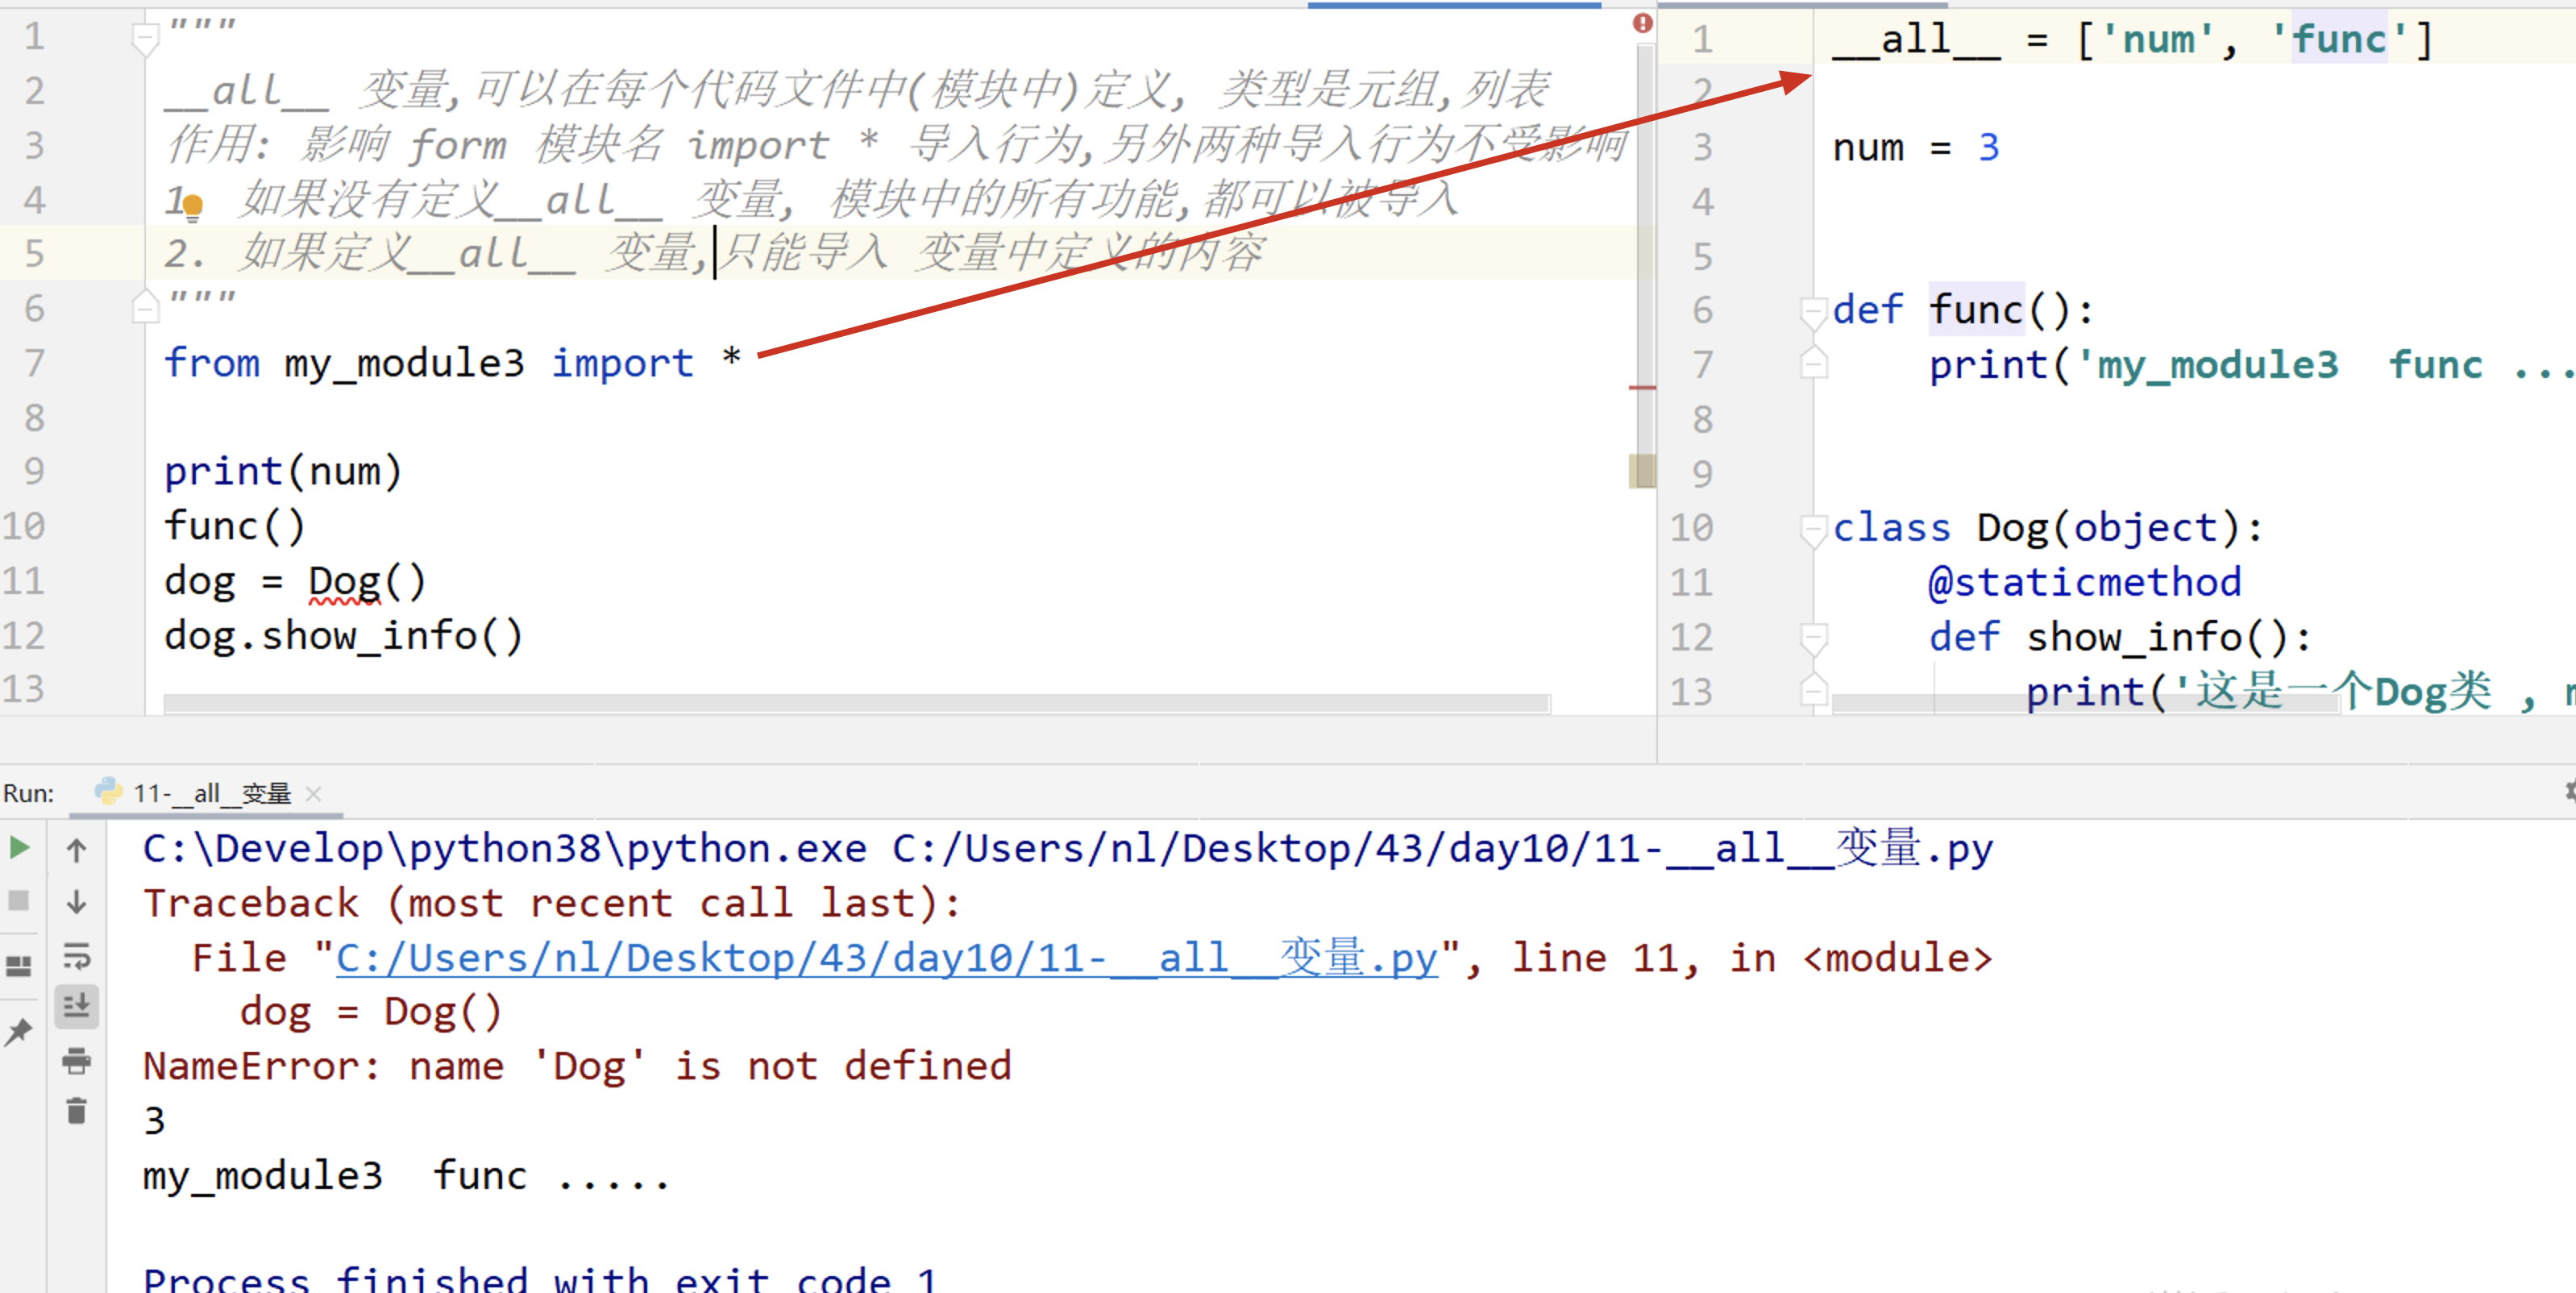 1 """
2 __all__ 变量,可以在每个代码文件中(模块中)定义, 类型是元组,列表
3 作用: 影响 form 模块名 import * 导入行为,另外两种导入行为不受影响
4 1 如果没有定义__all__ 变量, 模块中的所有功能,都可以被导入
5 2. 如果定义__all__ 变量,只能导入 变量中定义的内容
6 """
7 from my_module3 import *
8
9 print(num)
10 func()
11 dog = Dog()
12 dog.show_info()
13
1 __all__ = ['num', 'func']
2
3 num = 3
4
5
6 def func():
7 print('my_module3  func ...
8
9
10 class Dog(object):
11 @staticmethod
12 def show_info():
13 print('这是一个Dog类 ,
Run: 11-__all__变量
C:\Develop\python38\python.exe C:/Users/nl/Desktop/43/day10/11-__all__变量.py
Traceback (most recent call last):
File "C:/Users/nl/Desktop/43/day10/11-__all__变量.py", line 11, in <module>
dog = Dog()
NameError: name 'Dog' is not defined
3
my_module3  func .....
Process finished with exit code 1